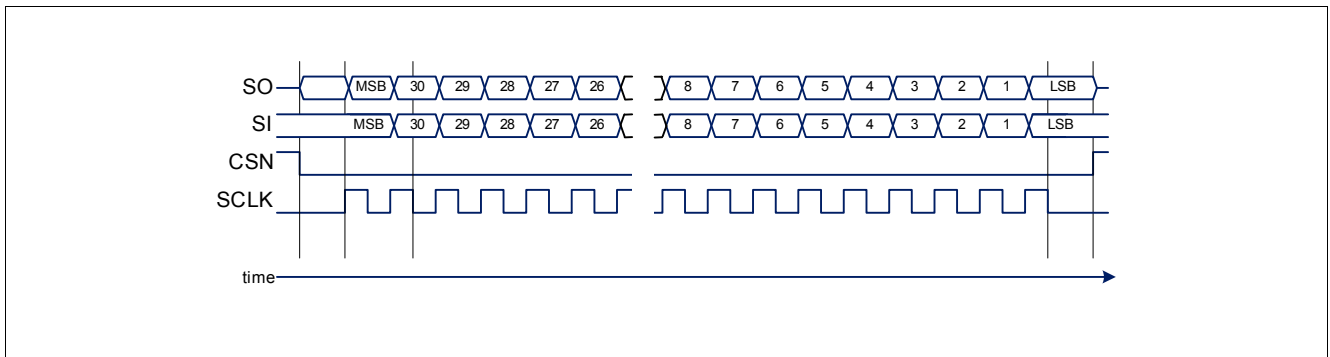 SO MSB 30 29 28 27 26 8 7 6 5 4 3 2 1 LSB
SI MSB 30 29 28 27 26 8 7 6 5 4 3 2 1 LSB
CSN
SCLK
time